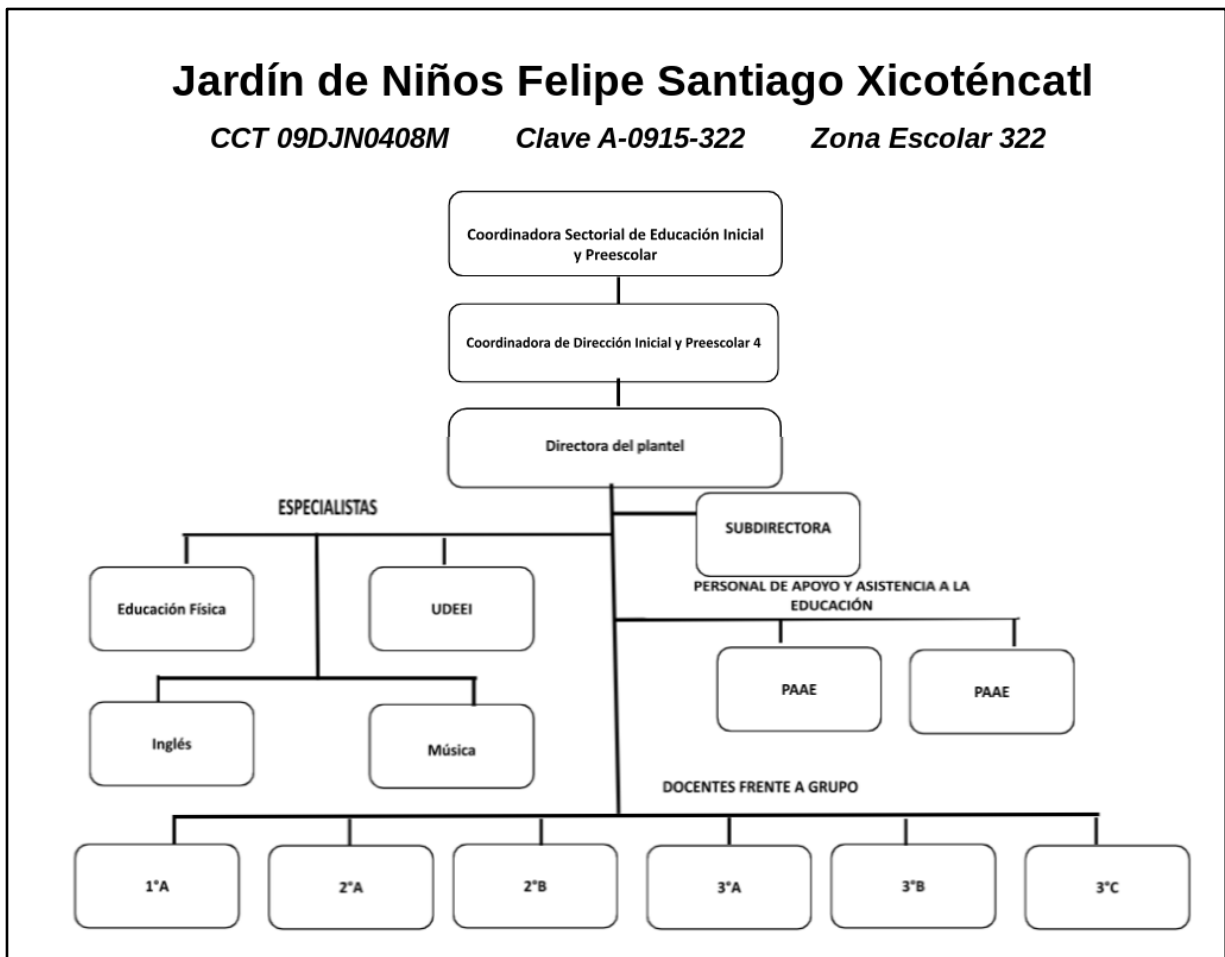 Jardín de Niños Felipe Santiago Xicoténcatl
CCT 09DJN0408M Clave A-0915-322 Zona Escolar 322
Coordinadora Sectorial de Educación Inicial
y Preescolar
Coordinadora de Dirección Inicial y Preescolar 4
Directora del plantel
ESPECIALISTAS
SUBDIRECTORA
PERSONAL DE APOYO Y ASISTENCIA A LA
EDUCACIÓN
Educación Física
UDEEI
PAAE
PAAE
Inglés
Música
DOCENTES FRENTE A GRUPO
1°A
2°A
2°B
3°A
3°B
3°C